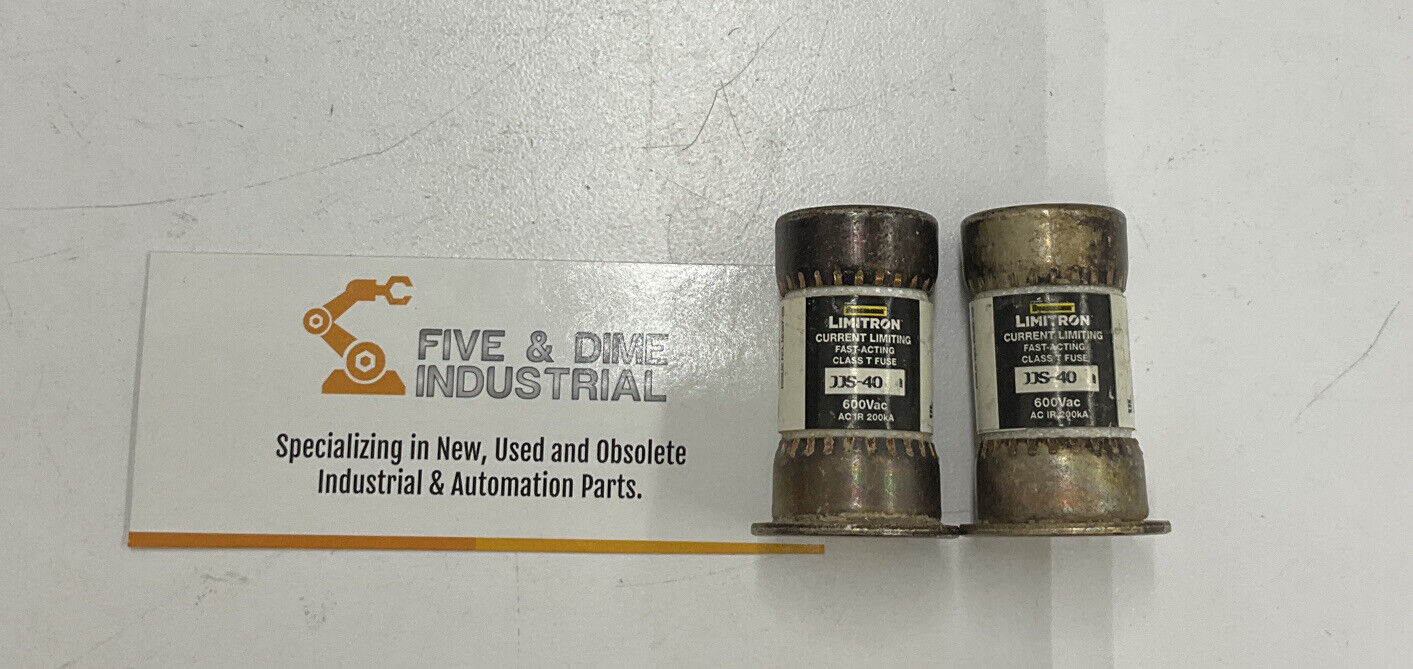 FIVE & DIME
INDUSTRIAL
Specializing in New, Used and Obsolete
Industrial & Automation Parts.
LIMITRON
CURRENT LIMITING
FAST-ACTING
CLASS T FUSE
JJS-40
600Vac
AC IR 200kA
LIMITRON
CURRENT LIMITING
FAST-ACTING
CLASS T FUSE
JJS-40
600Vac
AC IR 200kA